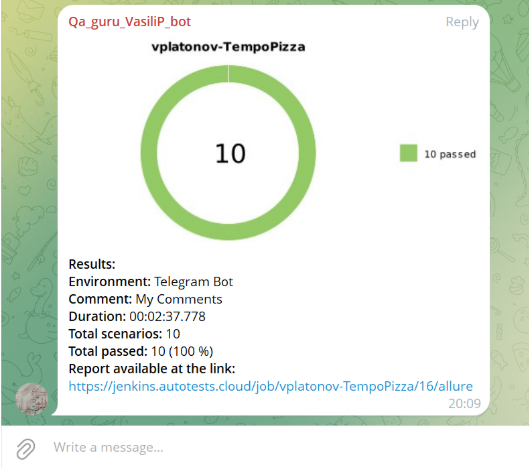 Qa_guru_VasiliP_bot Reply
vplatonov-TempoPizza
10
10 passed
Results:
Environment: Telegram Bot
Comment: My Comments
Duration: 00:02:37.778
Total scenarios: 10
Total passed: 10 (100 %)
Report available at the link:
https://jenkins.autotests.cloud/job/vplatonov-TempoPizza/16/allure
20:09
Write a message...